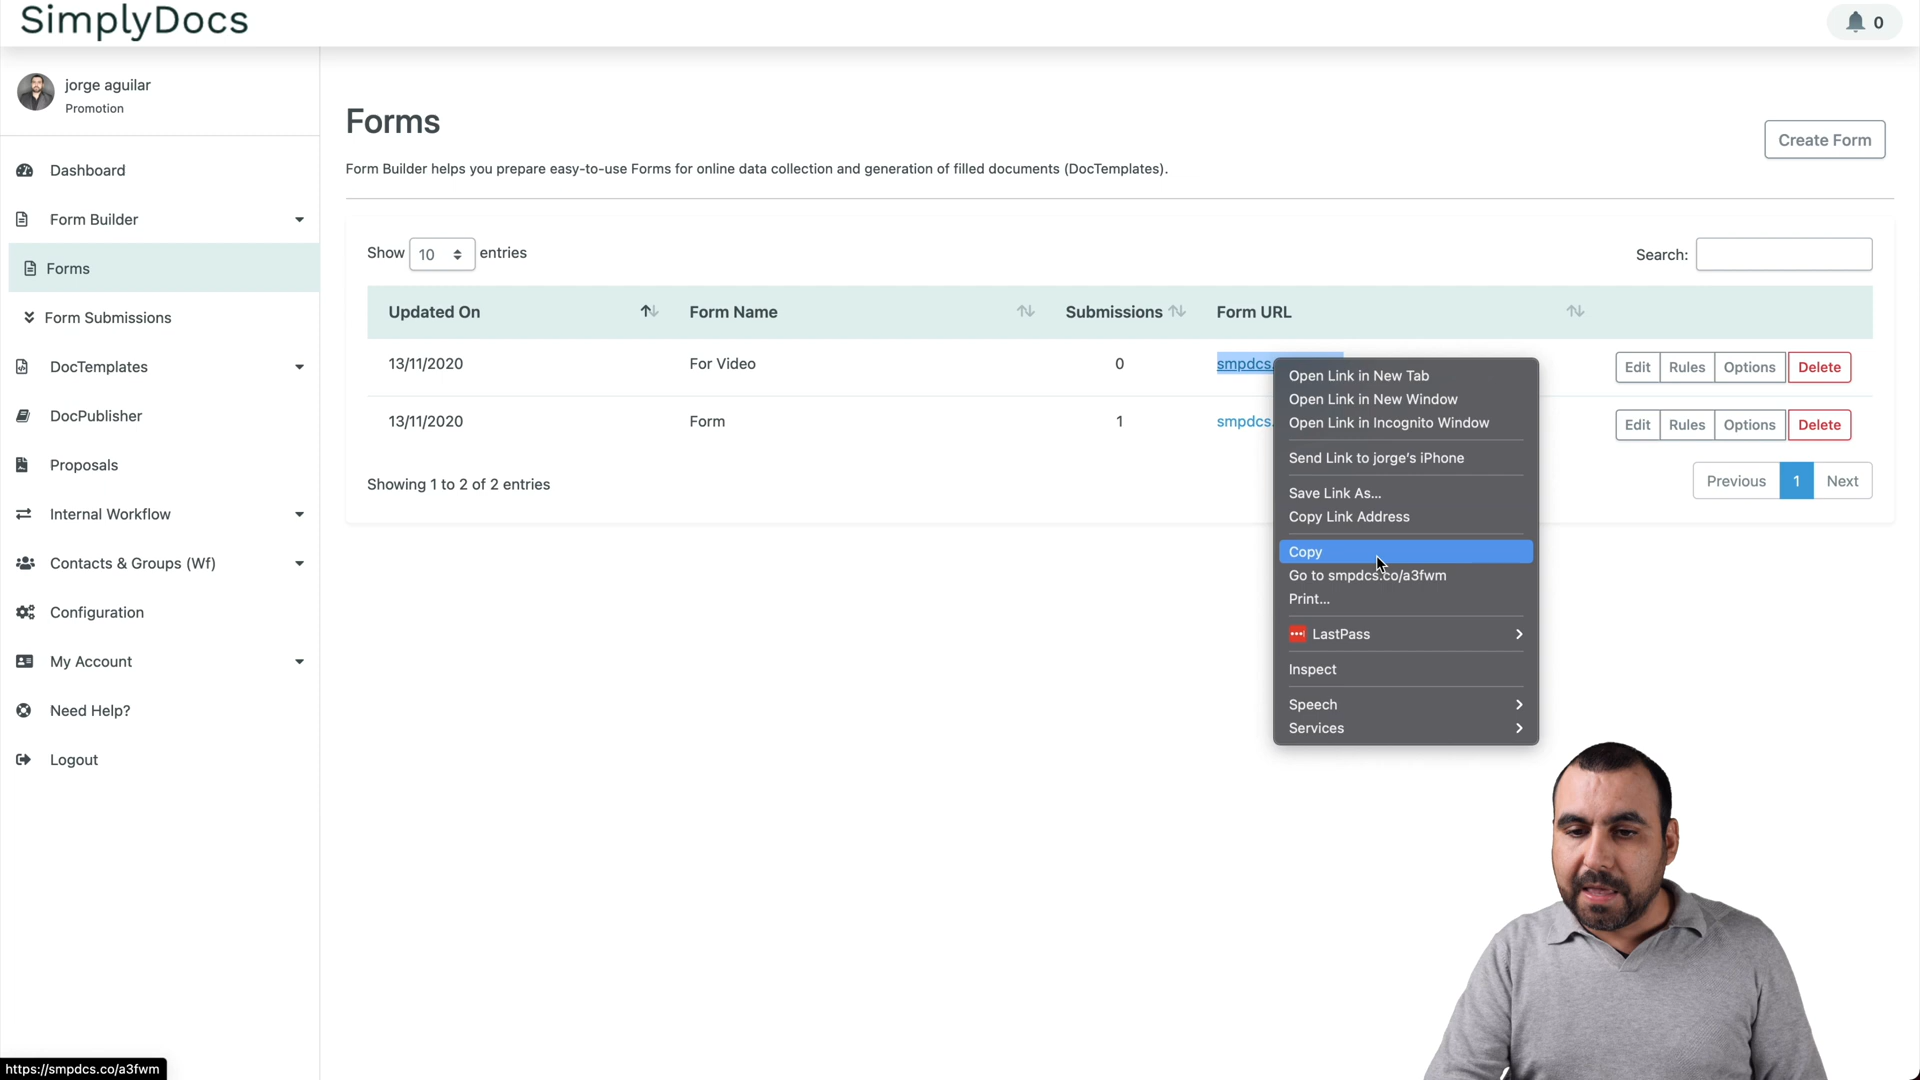 SimplyDocs
0
jorge aguilar
Promotion
Dashboard
Form Builder
Forms
Form Submissions
DocTemplates
DocPublisher
Proposals
Internal Workflow
Contacts & Groups (Wf)
Configuration
My Account
Need Help?
Logout
Forms
Create Form
Form Builder helps you prepare easy-to-use Forms for online data collection and generation of filled documents (DocTemplates).
Show 10 entries
Search:
Updated On Form Name Submissions Form URL
13/11/2020 For Video 0 smpdcs. Edit Rules Options Delete
13/11/2020 Form 1 smpdcs. Edit Rules Options Delete
Showing 1 to 2 of 2 entries
Previous 1 Next
Open Link in New Tab
Open Link in New Window
Open Link in Incognito Window
Send Link to jorge's iPhone
Save Link As...
Copy Link Address
Copy
Go to smpdcs.co/a3fwm
Print...
LastPass
Inspect
Speech
Services
https://smpdcs.co/a3fwm